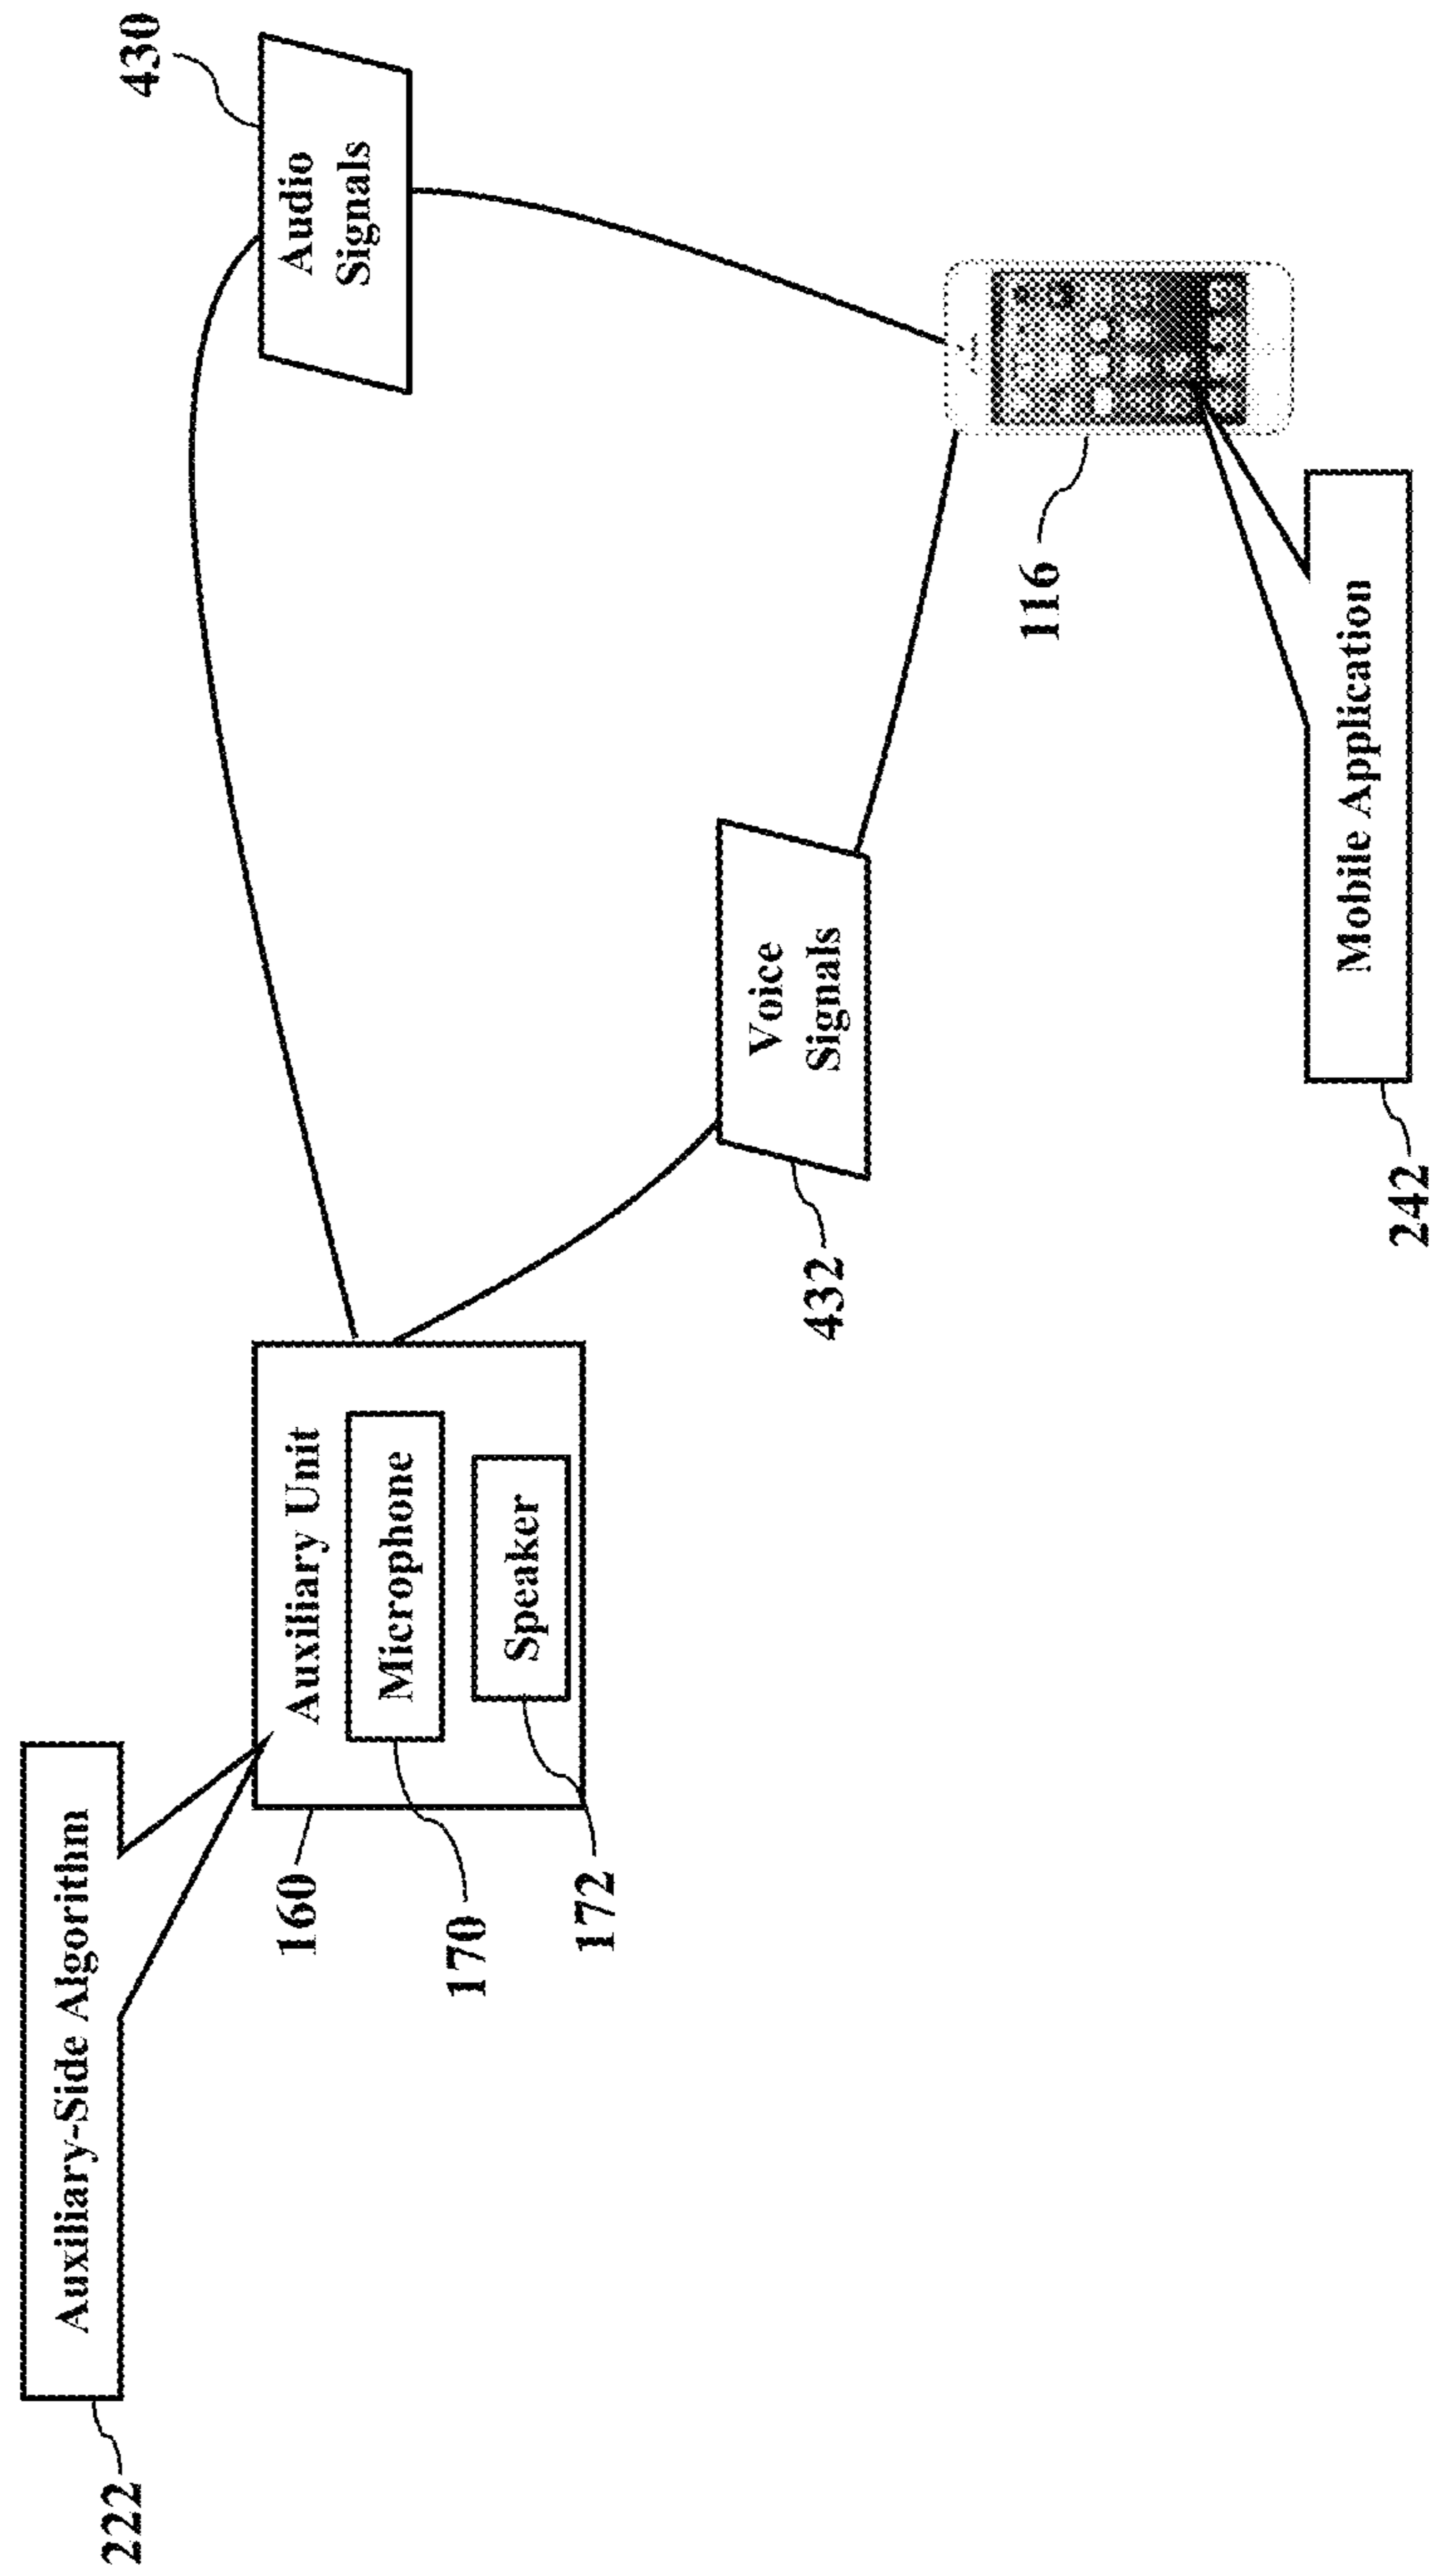 222
Auxiliary-Side Algorithm
160
Auxiliary Unit
170
Microphone
172
Speaker
430
Audio
Signals
432
Voice
Signals
116
242
Mobile Application